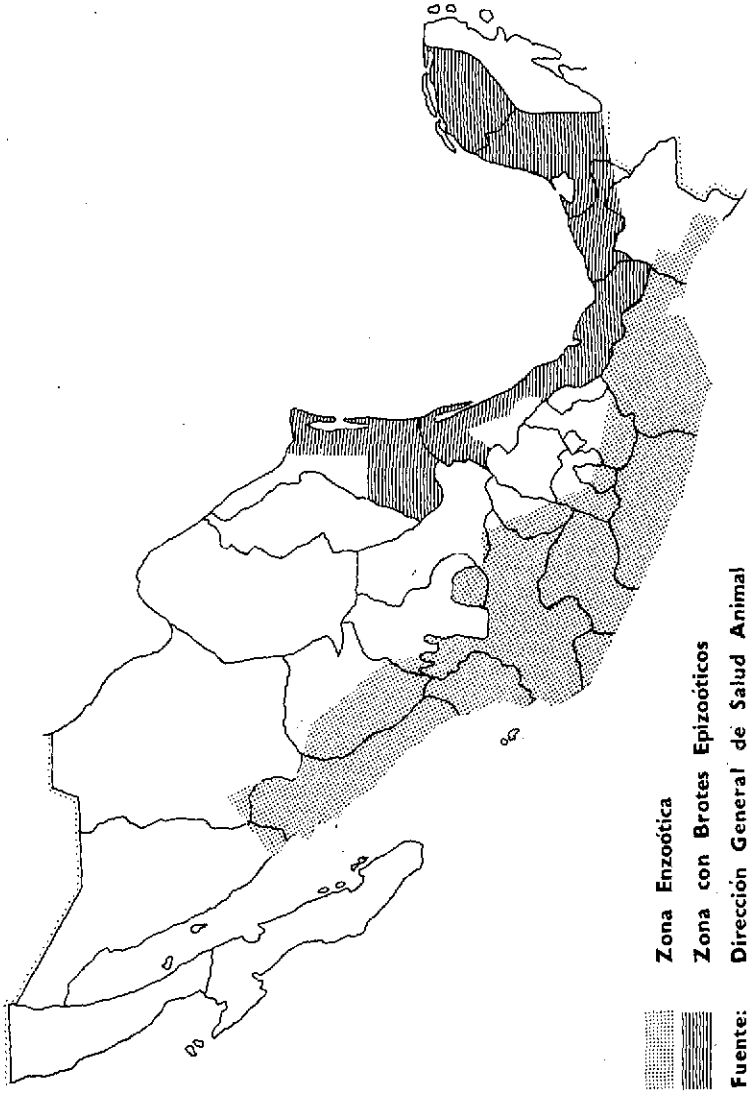 Zona Enzoótica
Zona con Brotes Epizoóticos
Fuente: Dirección General de Salud Animal